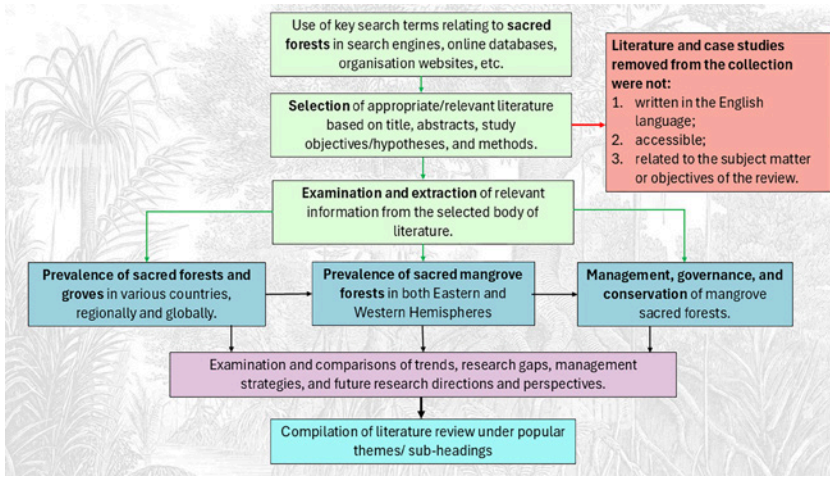 Use of key search terms relating to sacred
forests in search engines, online databases,
organisation websites, etc.
Literature and case studies
removed from the collection
were not:
1. written in the English
language;
2. accessible;
3. related to the subject matter
or objectives of the review.
Selection of appropriate/relevant literature
based on title, abstracts, study
objectives/hypotheses, and methods.
Examination and extraction of relevant
information from the selected body of
literature.
Prevalence of sacred forests and
groves in various countries,
regionally and globally.
Prevalence of sacred mangrove
forests in both Eastern and
Western Hemispheres
Management, governance, and
conservation of mangrove
sacred forests.
Examination and comparisons of trends, research gaps, management
strategies, and future research directions and perspectives.
Compilation of literature review under popular
themes/ sub-headings